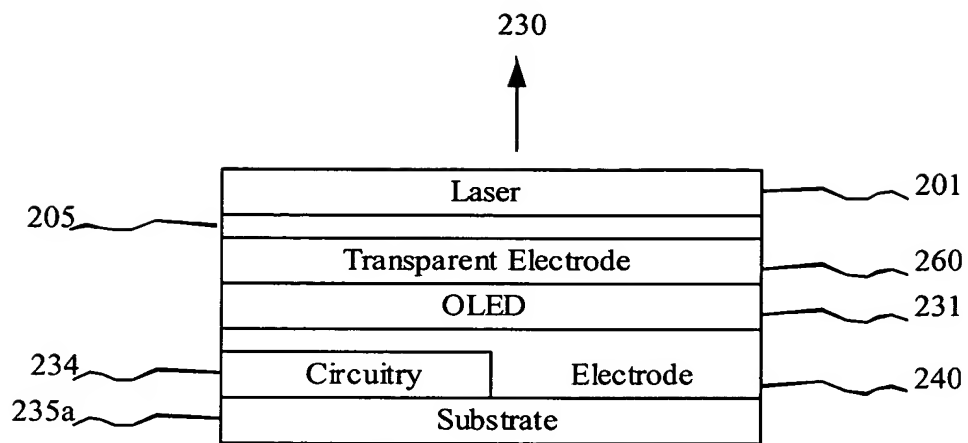 230
Laser 201
205
Transparent Electrode 260
OLED 231
234 Circuitry Electrode 240
235a Substrate